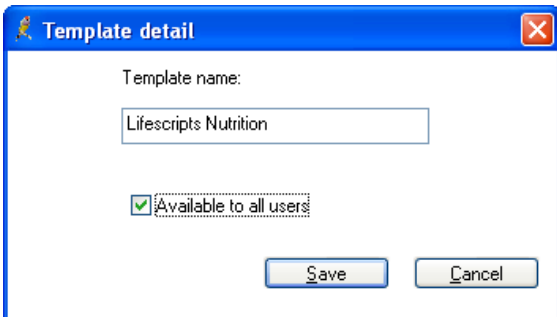 Template detail
Template name:
Lifescripts Nutrition
Available to all users
Save Cancel